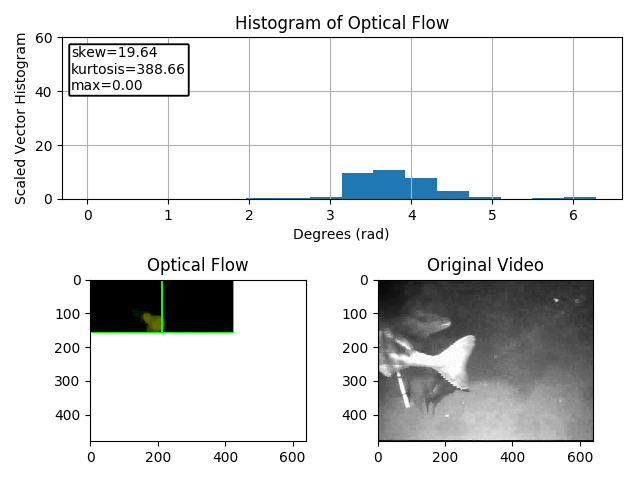 Histogram of Optical Flow
60
40
20
0
Scaled Vector Histogram
skew=19.64
kurtosis=388.66
max=0.00
0 1 2 3 4 5 6
Degrees (rad)
Optical Flow
0
100
200
300
400
0 200 400 600
Original Video
0
100
200
300
400
0 200 400 600